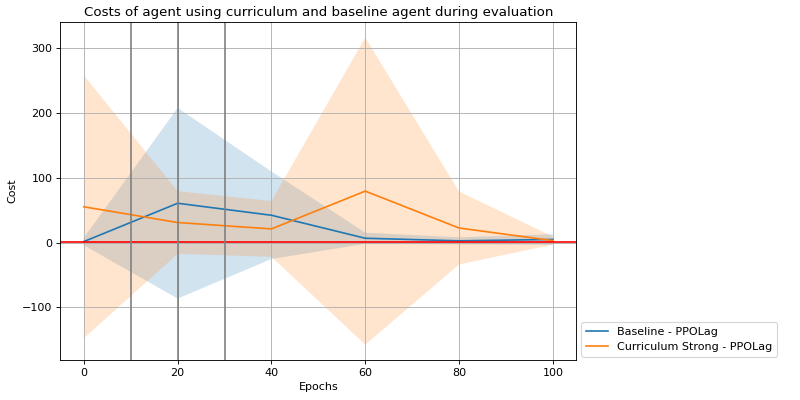 Costs of agent using curriculum and baseline agent during evaluation
Cost
300
200
100
0
−100
0 20 40 60 80 100
Epochs
Baseline - PPOLag
Curriculum Strong - PPOLag